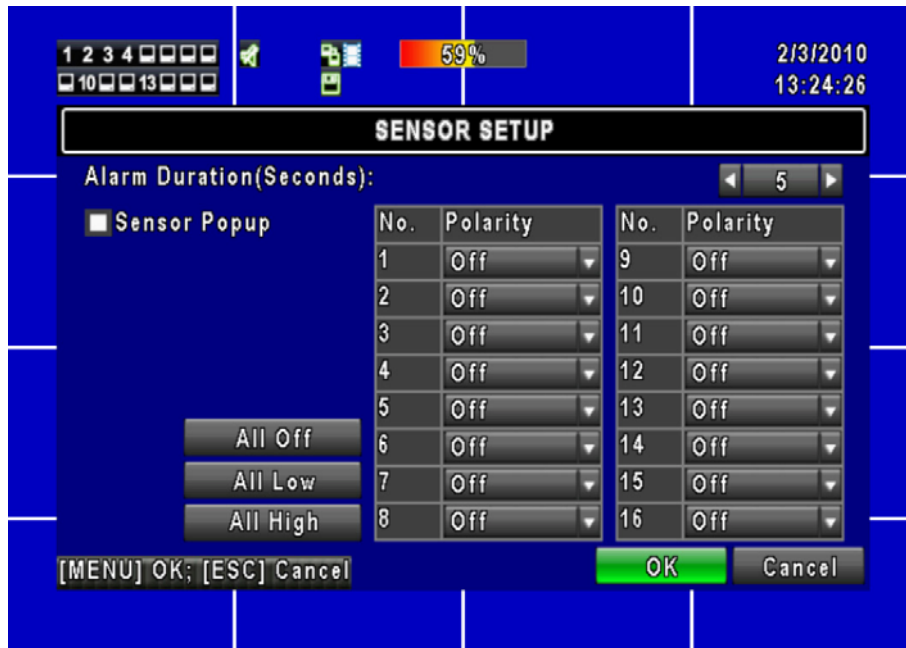 1 2 3 4
10 13
59%
2/3/2010
13:24:26
SENSOR SETUP
Alarm Duration(Seconds):
5
Sensor Popup
No. Polarity No. Polarity
1 Off 9 Off
2 Off 10 Off
3 Off 11 Off
4 Off 12 Off
5 Off 13 Off
6 Off 14 Off
7 Off 15 Off
8 Off 16 Off
All Off
All Low
All High
[MENU] OK; [ESC] Cancel
OK
Cancel